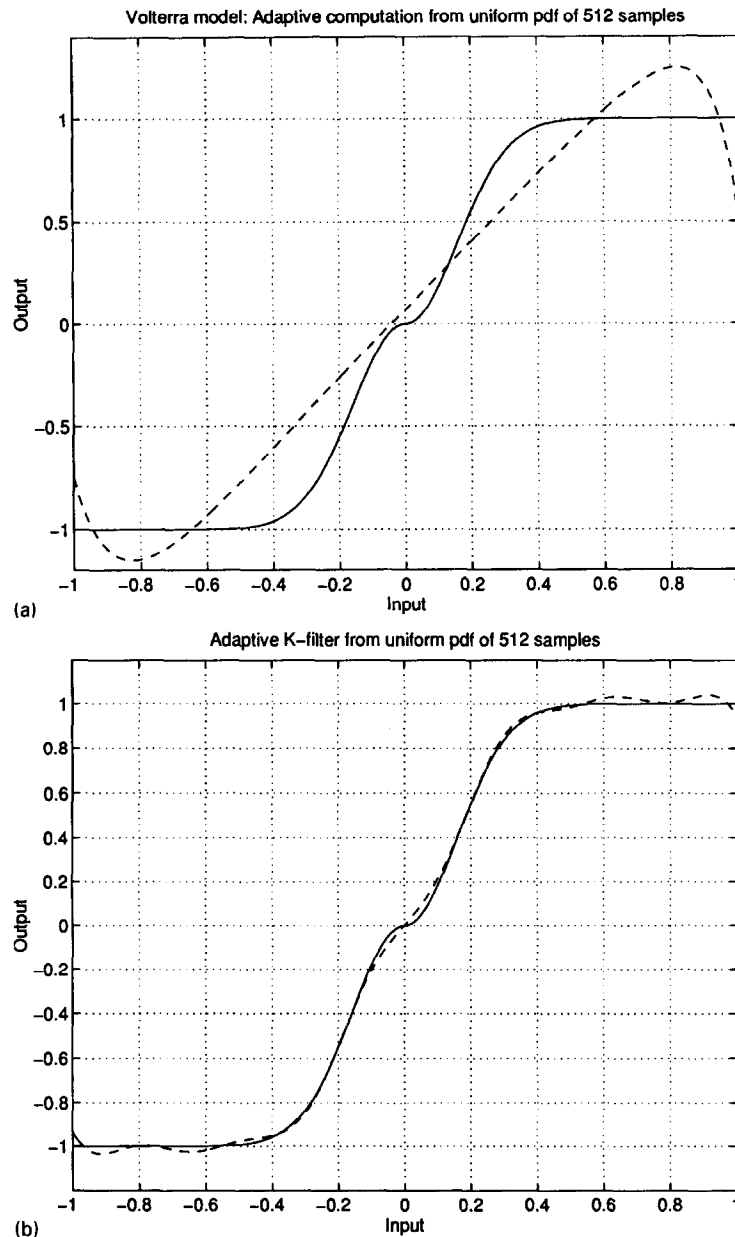 Volterra model: Adaptive computation from uniform pdf of 512 samples
1
0.5
0
−0.5
−1
Output
−1 −0.8 −0.6 −0.4 −0.2 0 0.2 0.4 0.6 0.8 1
Input
(a)
Adaptive K−filter from uniform pdf of 512 samples
1
0.8
0.6
0.4
0.2
0
−0.2
−0.4
−0.6
−0.8
−1
Output
−1 −0.8 −0.6 −0.4 −0.2 0 0.2 0.4 0.6 0.8 1
Input
(b)